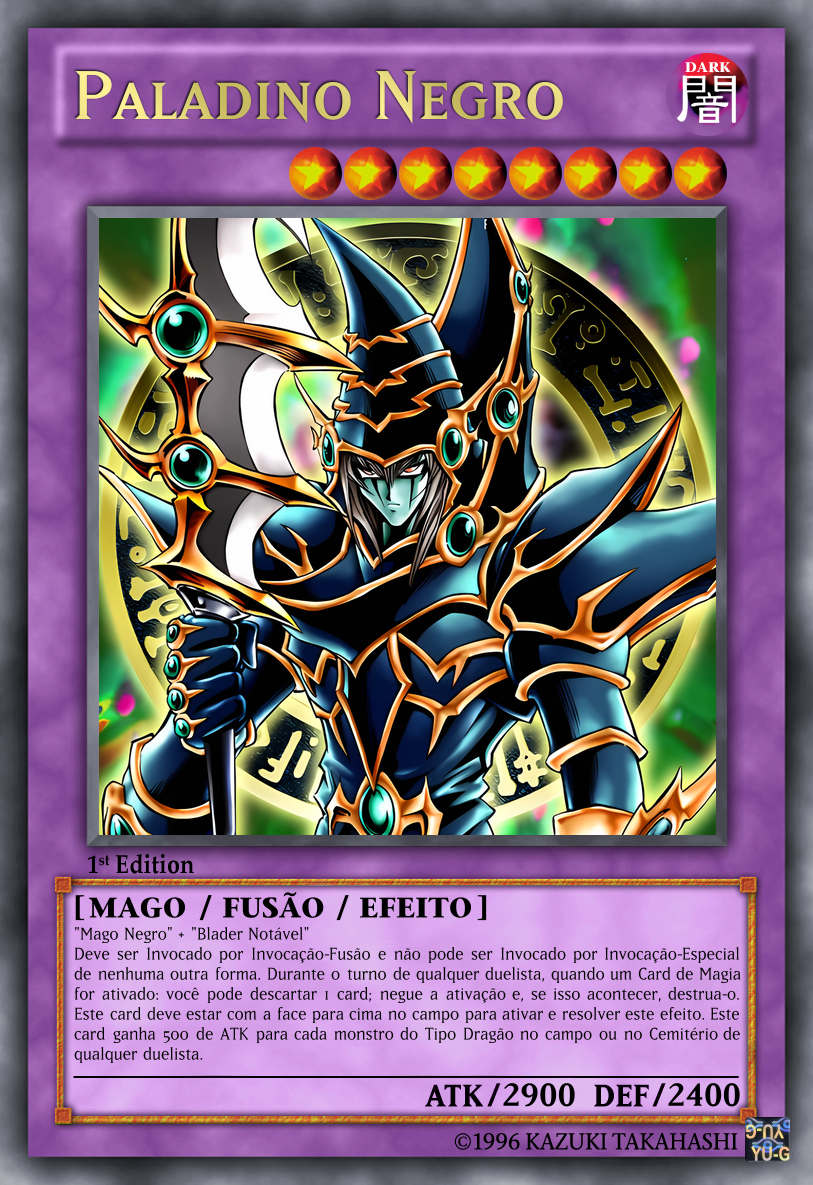 Paladino Negro
DARK
闇
1st Edition
[MAGO / FUSÃO / EFEITO]
"Mago Negro" + "Blader Notável"
Deve ser Invocado por Invocação-Fusão e não pode ser Invocado por Invocação-Especial
de nenhuma outra forma. Durante o turno de qualquer duelista, quando um Card de Magia
for ativado: você pode descartar 1 card; negue a ativação e, se isso acontecer, destrua-o.
Este card deve estar com a face para cima no campo para ativar e resolver este efeito. Este
card ganha 500 de ATK para cada monstro do Tipo Dragão no campo ou no Cemitério de
qualquer duelista.
ATK/2900 DEF/2400
©1996 KAZUKI TAKAHASHI
YU-G
YU-G